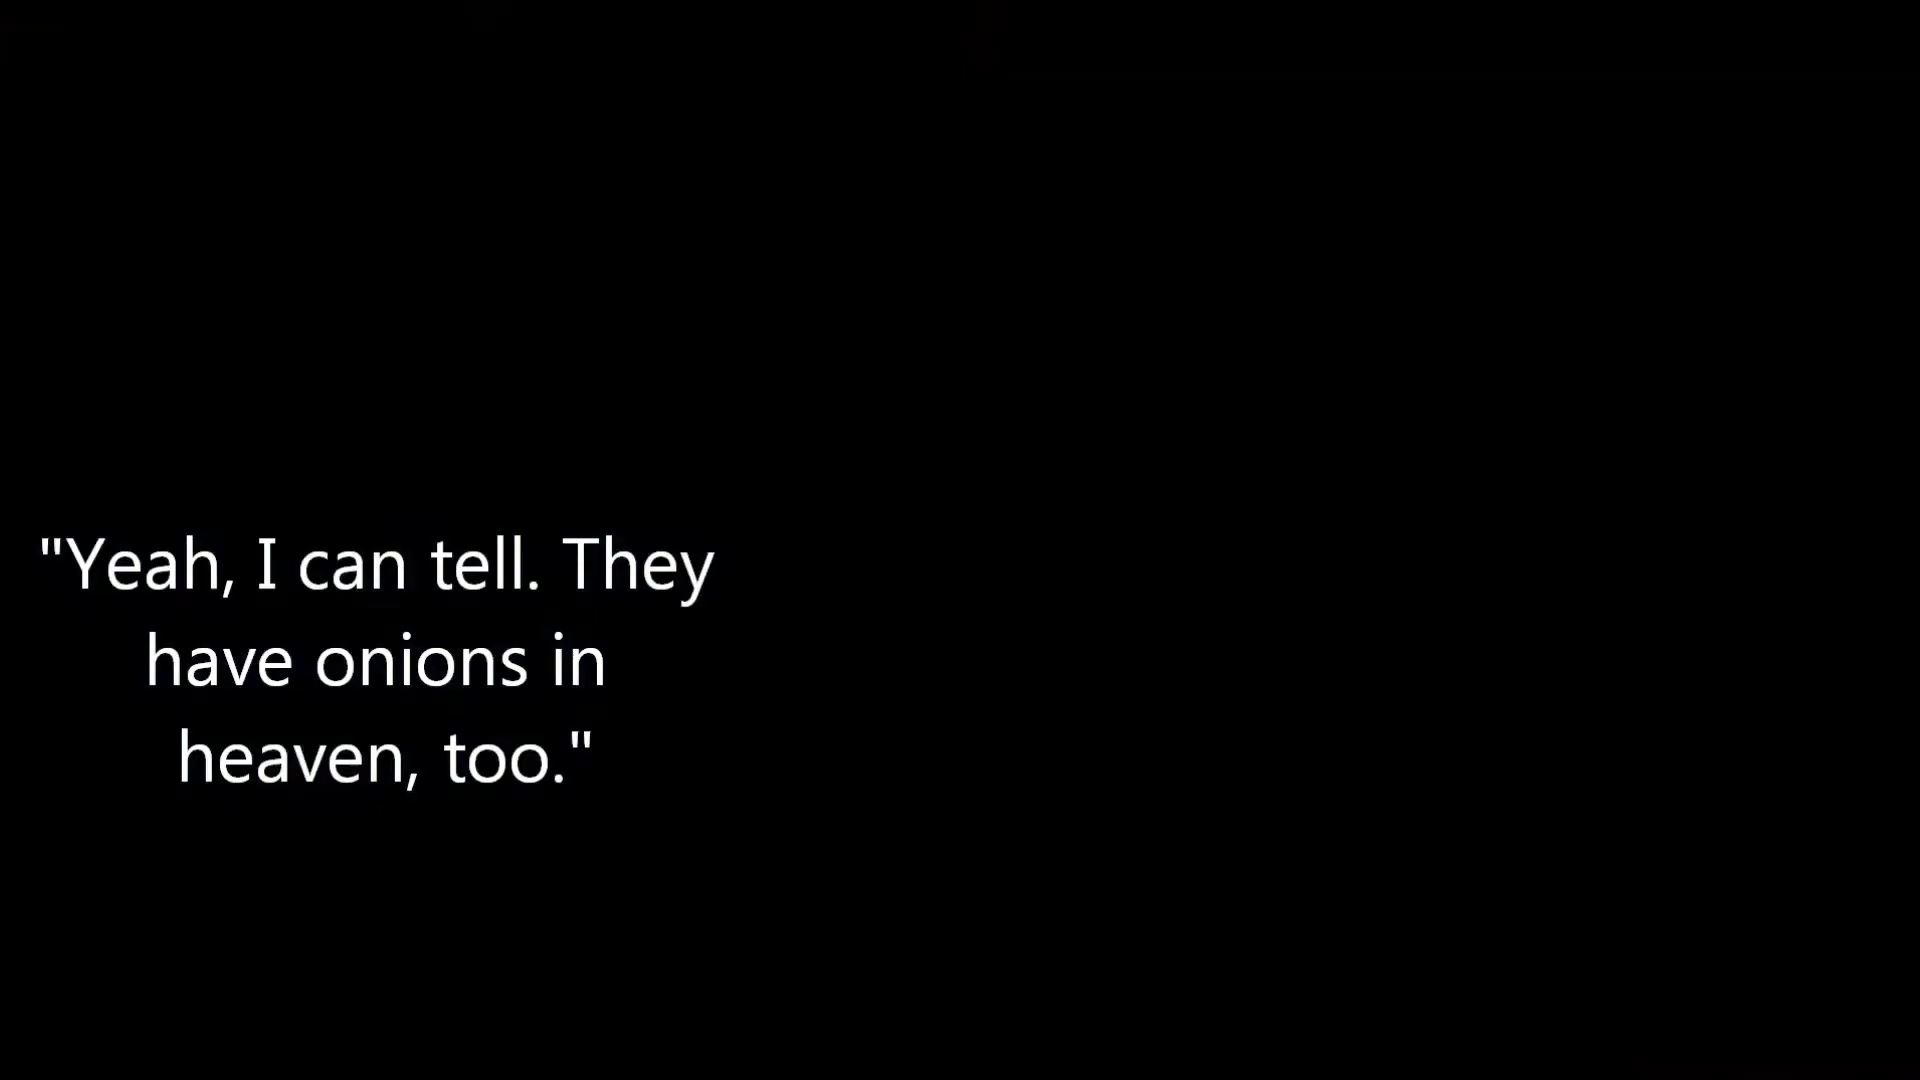 "Yeah, I can tell. They
have onions in
heaven, too."